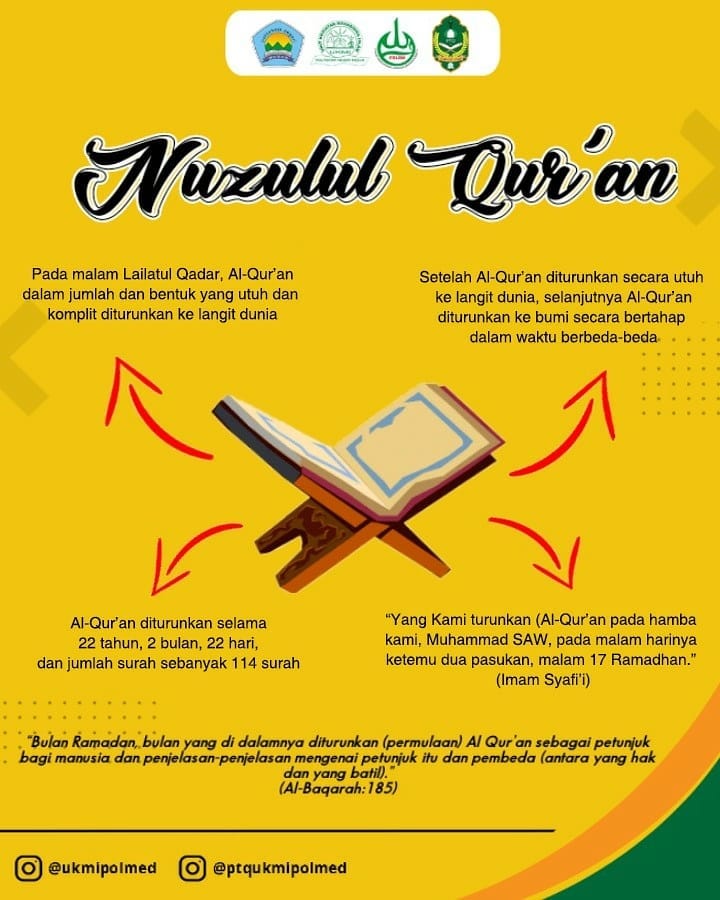 Nuzulul Qur'an
Pada malam Lailatul Qadar, Al-Qur'an
dalam jumlah dan bentuk yang utuh dan
komplit diturunkan ke langit dunia
Setelah Al-Qur'an diturunkan secara utuh
ke langit dunia, selanjutnya Al-Qur'an
diturunkan ke bumi secara bertahap
dalam waktu berbeda-beda
Al-Qur'an diturunkan selama
22 tahun, 2 bulan, 22 hari,
dan jumlah surah sebanyak 114 surah
“Yang Kami turunkan (Al-Qur'an pada hamba
kami, Muhammad SAW, pada malam harinya
ketemu dua pasukan, malam 17 Ramadhan.”
(Imam Syafi'i)
“Bulan Ramadan, bulan yang di dalamnya diturunkan (permulaan) Al Qur'an sebagai petunjuk
bagi manusia dan penjelasan-penjelasan mengenai petunjuk itu dan pembeda (antara yang hak
dan yang batil).”
(Al-Baqarah:185)
@ukmipolmed @ptqukmipolmed